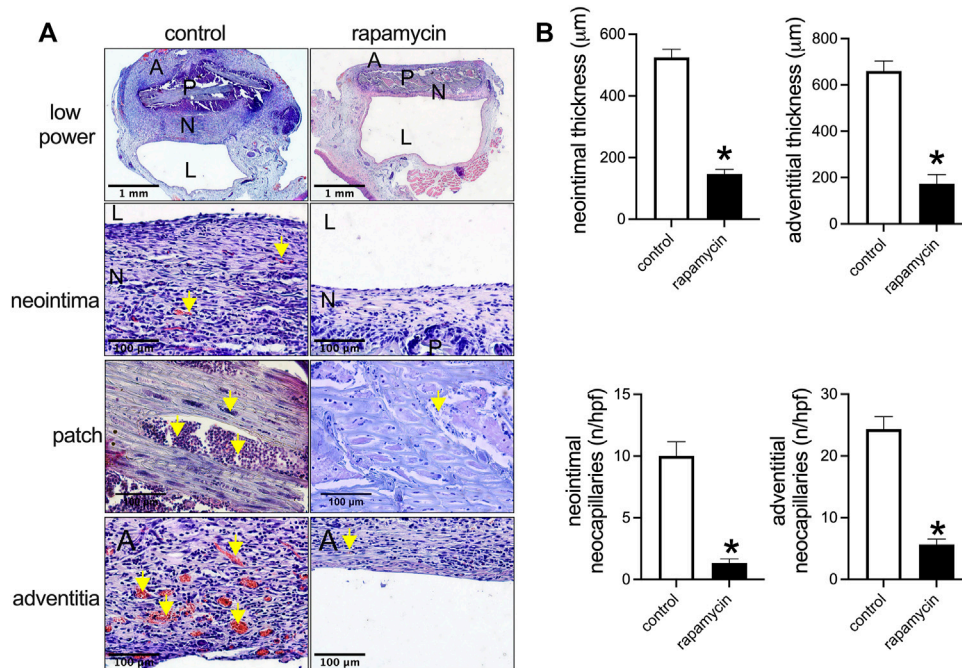 A
control
rapamycin
low
power
A
P
N
L
1 mm
A
P
N
L
1 mm
neointima
L
N
100 µm
L
N
P
100 µm
patch
100 µm
100 µm
adventitia
A
100 µm
A
100 µm
B
neointimal thickness (µm)
600
400
200
0
*
control
rapamycin
adventitial thickness (µm)
800
600
400
200
0
*
control
rapamycin
neointimal
neocapillaries (n/hpf)
15
10
5
0
*
control
rapamycin
adventitial
neocapillaries (n/hpf)
30
20
10
0
*
control
rapamycin